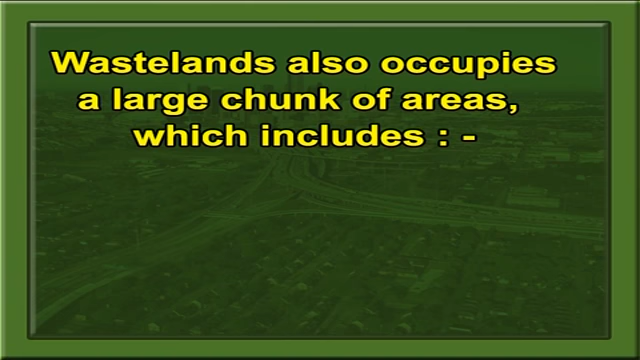 Wastelands also occupies
a large chunk of areas,
which includes : -